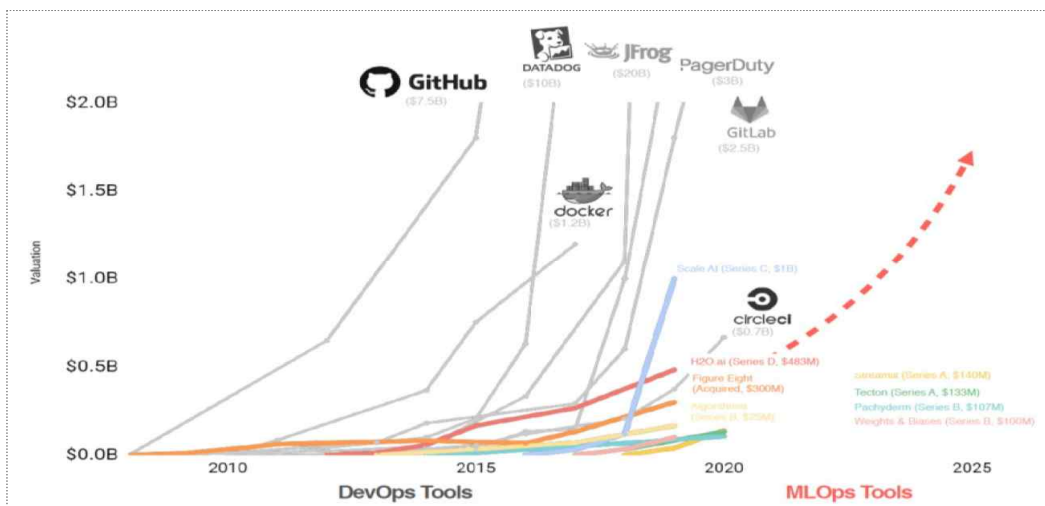 GitHub
($7.5B)
DATADOG
($10B)
JFrog
($20B)
PagerDuty
($3B)
GitLab
($2.5B)
$2.0B
$1.5B
docker
($1.2B)
Valuation
$1.0B
Scale AI (Series C, $1B)
circleci
($0.7B)
$0.5B
H2O.ai (Series D, $483M)
Figure Eight
(Acquired, $300M)
(Series B, $25M)
(Series A, $140M)
Tecton (Series A, $133M)
Pachyderm (Series B, $107M)
Weights & Biases (Series B, $100M)
$0.0B
2010
2015
2020
2025
DevOps Tools
MLOps Tools